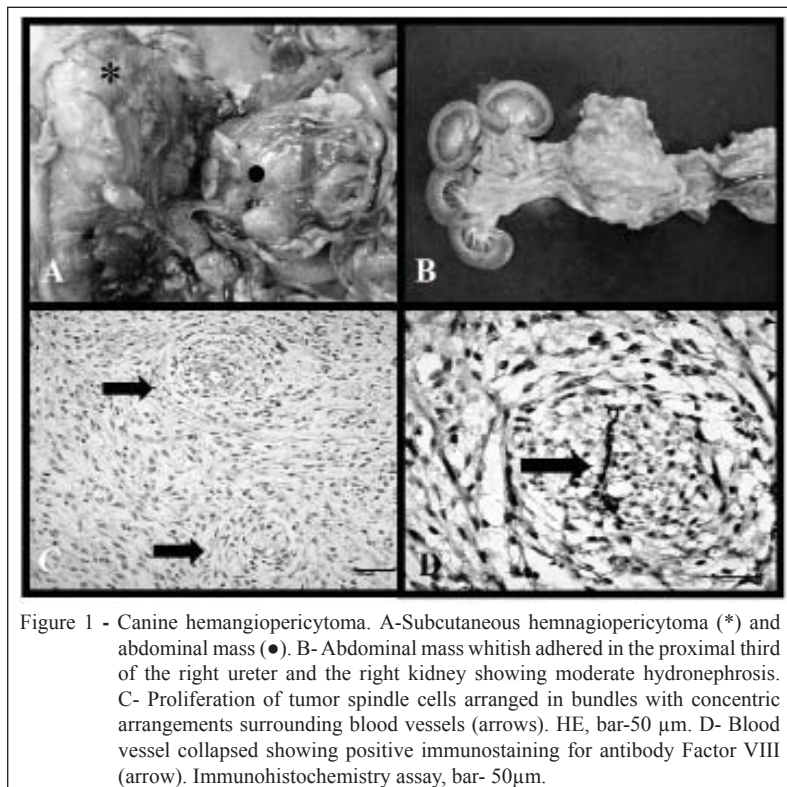 A
B
C
D
Figure 1 - Canine hemangiopericytoma. A-Subcutaneous hemnagiopericytoma (*) and
abdominal mass (●). B- Abdominal mass whitish adhered in the proximal third
of the right ureter and the right kidney showing moderate hydronephrosis.
C- Proliferation of tumor spindle cells arranged in bundles with concentric
arrangements surrounding blood vessels (arrows). HE, bar-50 µm. D- Blood
vessel collapsed showing positive immunostaining for antibody Factor VIII
(arrow). Immunohistochemistry assay, bar- 50µm.